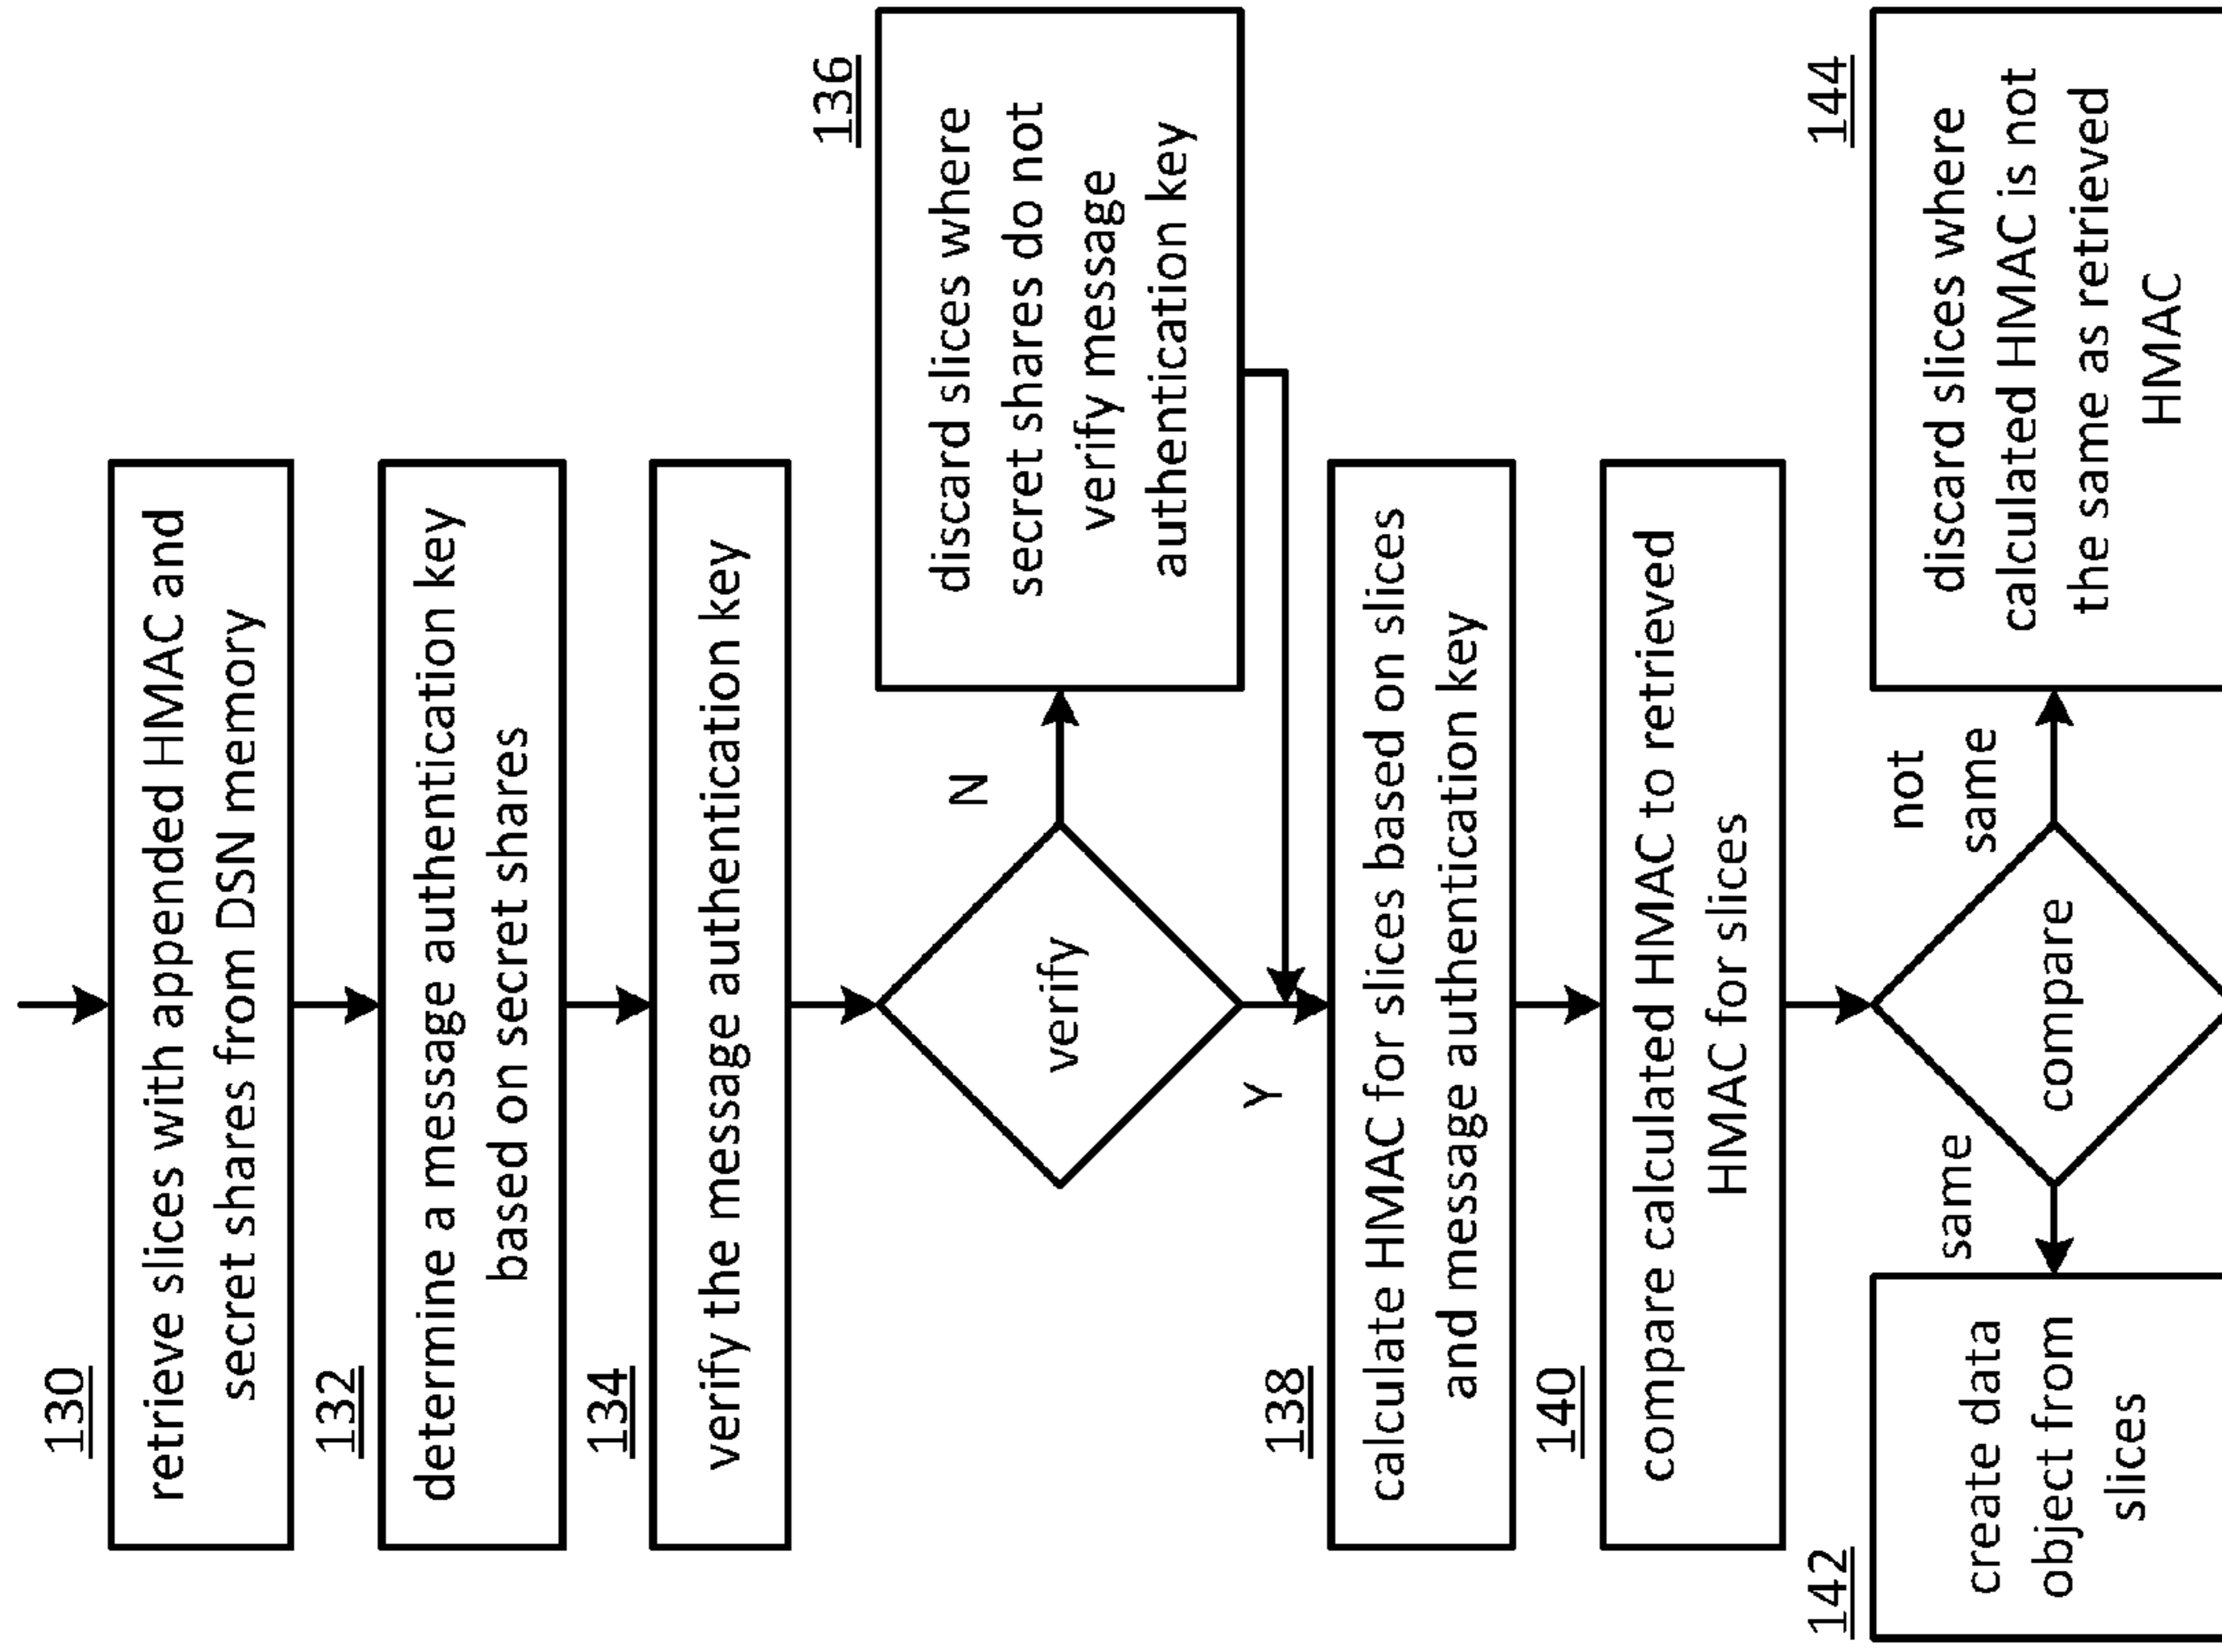 130
retrieve slices with appended HMAC and
secret shares from DSN memory
132
determine a message authentication key
based on secret shares
134
verify the message authentication key
verify
N
Y
136
discard slices where
secret shares do not
verify message
authentication key
138
calculate HMAC for slices based on slices
and message authentication key
140
compare calculated HMAC to retrieved
HMAC for slices
compare
same
not
same
142
create data
object from
slices
144
discard slices where
calculated HMAC is not
the same as retrieved
HMAC